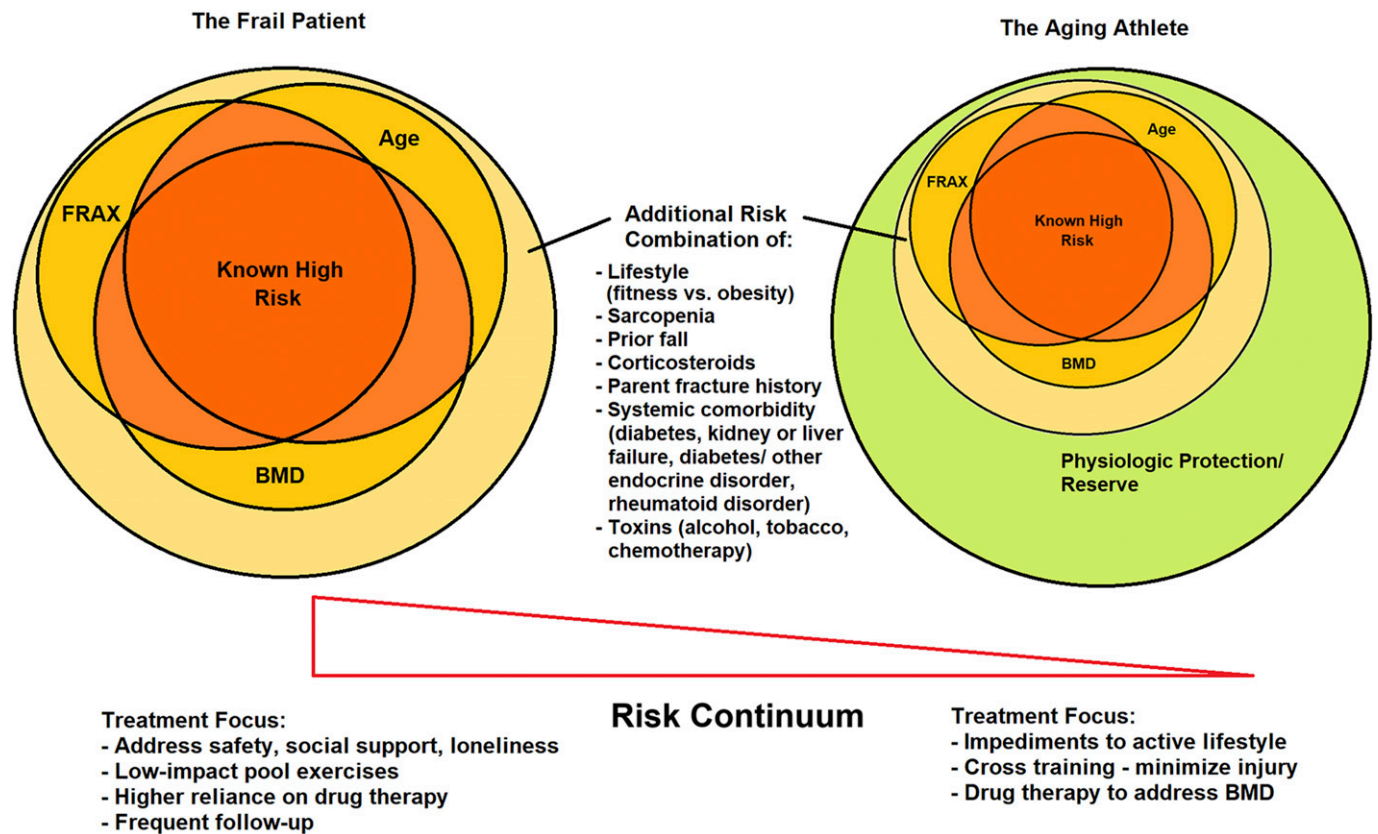 The Frail Patient
The Aging Athlete
Age
FRAX
Known High
Risk
BMD
Additional Risk
Combination of:
- Lifestyle
(fitness vs. obesity)
- Sarcopenia
- Prior fall
- Corticosteroids
- Parent fracture history
- Systemic comorbidity
(diabetes, kidney or liver
failure, diabetes/ other
endocrine disorder,
rheumatoid disorder)
- Toxins (alcohol, tobacco,
chemotherapy)
Age
FRAX
Known High
Risk
BMD
Physiologic Protection/
Reserve
Risk Continuum
Treatment Focus:
- Address safety, social support, loneliness
- Low-impact pool exercises
- Higher reliance on drug therapy
- Frequent follow-up
Treatment Focus:
- Impediments to active lifestyle
- Cross training - minimize injury
- Drug therapy to address BMD